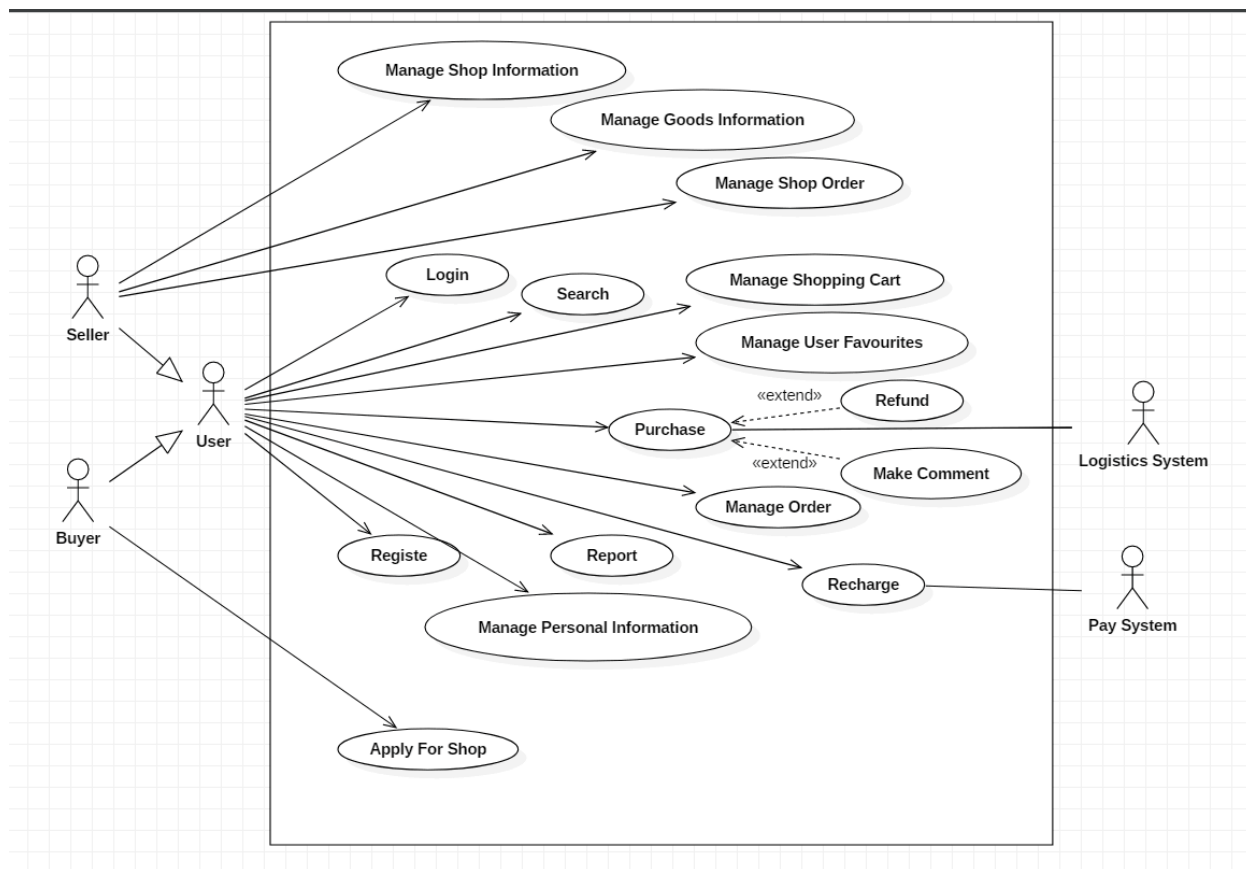 Manage Shop Information
Manage Goods Information
Manage Shop Order
Login
Search
Manage Shopping Cart
Seller
Manage User Favourites
«extend»
Refund
User
Purchase
Logistics System
«extend»
Make Comment
Manage Order
Buyer
Registe
Report
Recharge
Manage Personal Information
Pay System
Apply For Shop